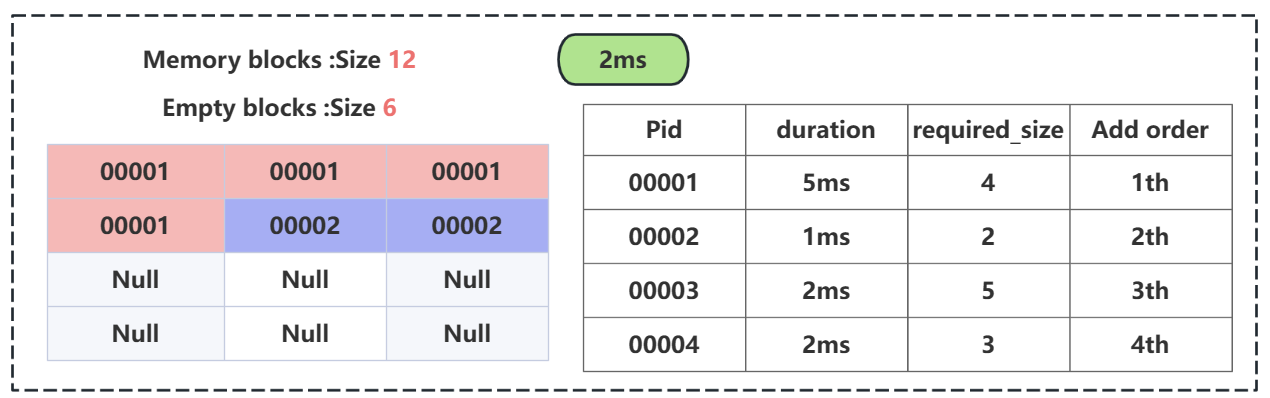 Memory blocks :Size 12
Empty blocks :Size 6
00001 00001 00001
00001 00002 00002
Null Null Null
Null Null Null
2ms
Pid duration required_size Add order
00001 5ms 4 1th
00002 1ms 2 2th
00003 2ms 5 3th
00004 2ms 3 4th